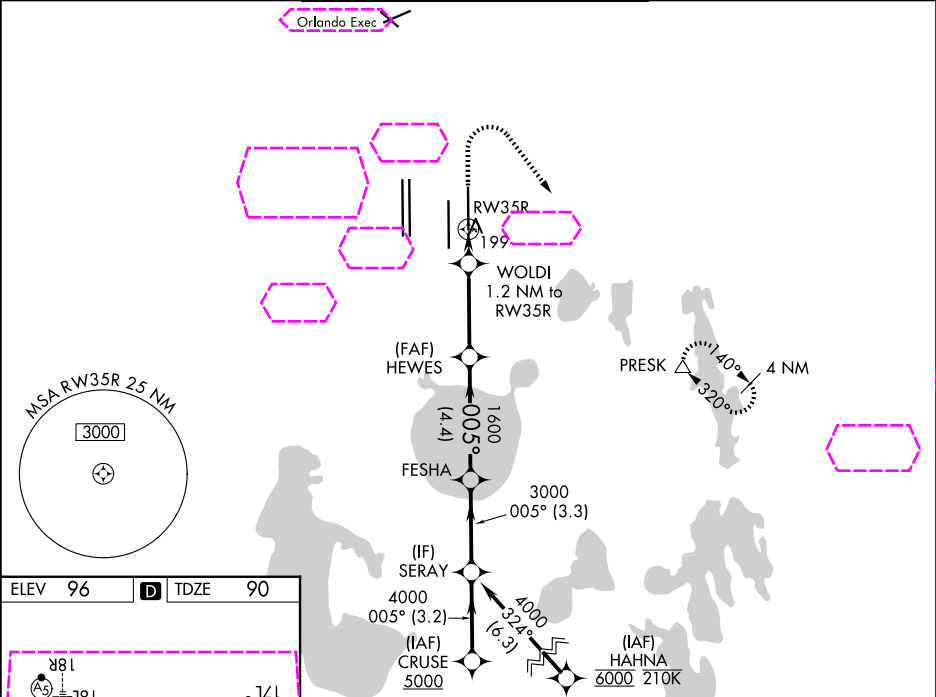 Orlando Exec
RW35R
199
WOLDI
1.2 NM to
RW35R
(FAF)
HEWES
PRESK
140°
320°
4 NM
MSA RW35R 25 NM
3000
1600
005°
(4.4)
FESHA
3000
005° (3.3)
(IF)
SERAY
4000
005° (3.2)
4000
324°
(6.3)
(IAF)
CRUSE
5000
(IAF)
HAHNA
6000 210K
ELEV 96 D TDZE 90
18R
A5
18L
17L